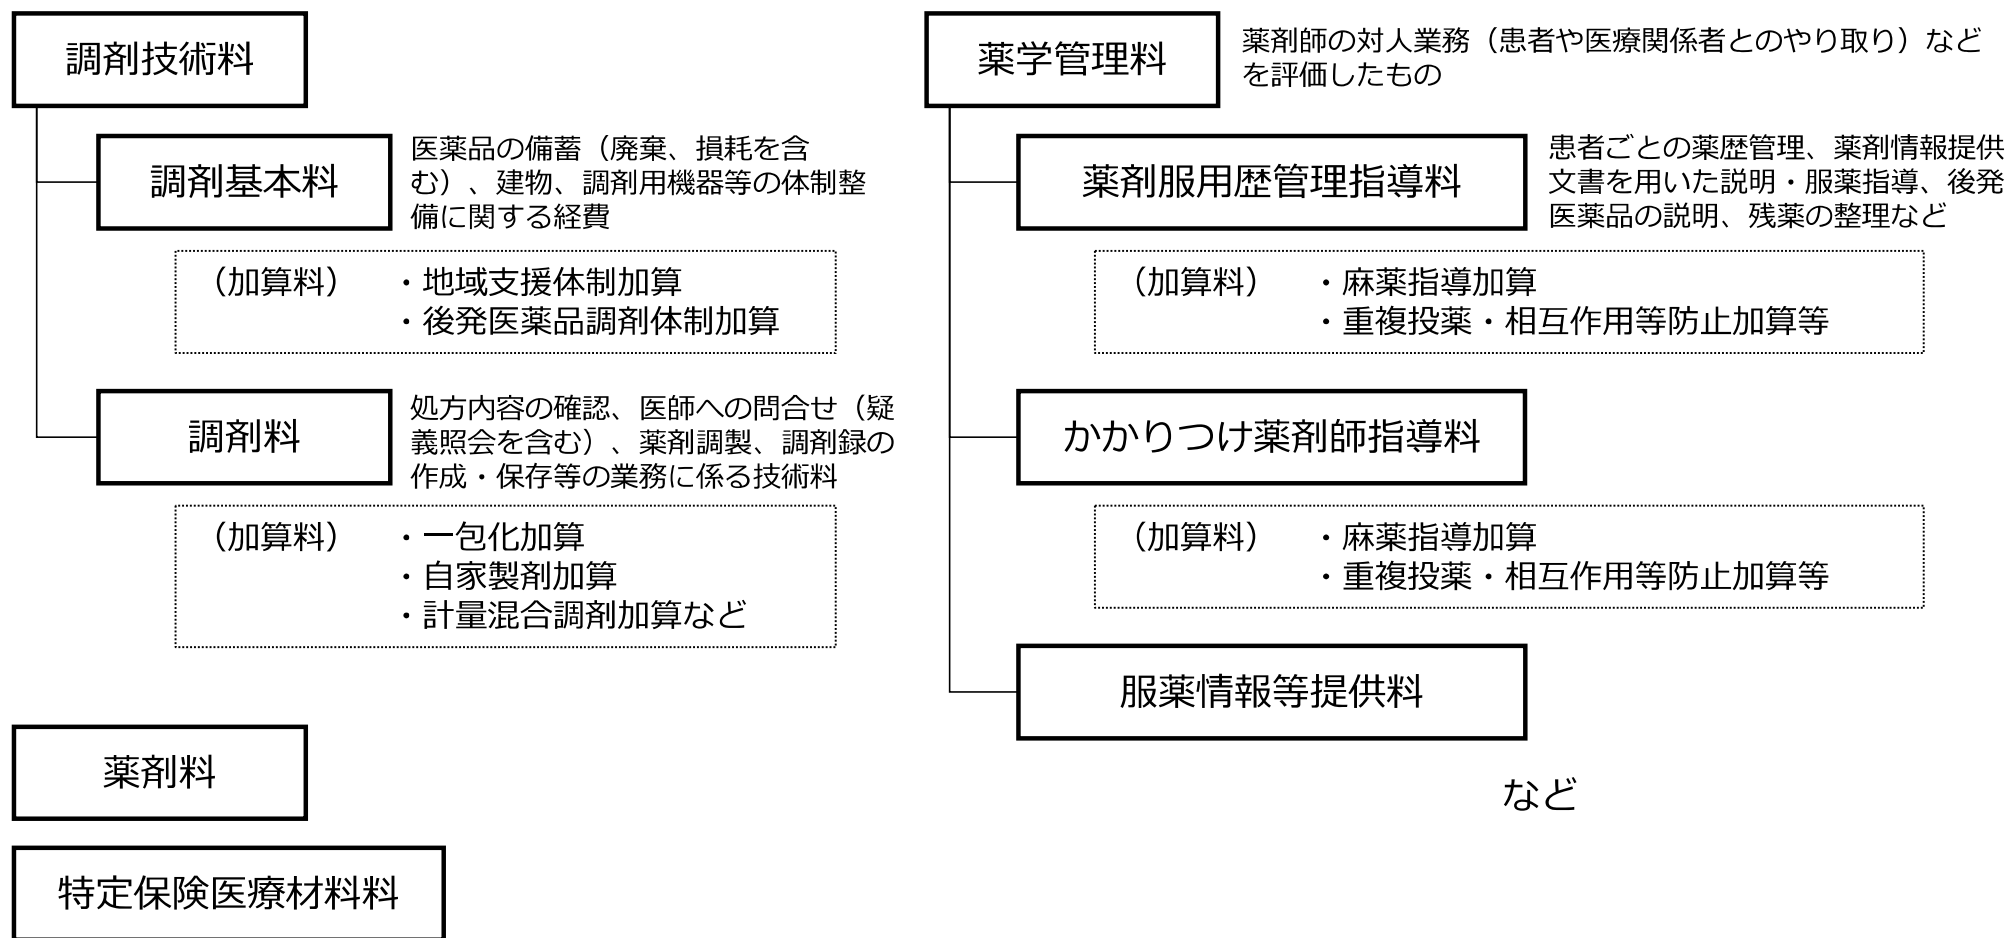 調剤技術料
調剤基本料
医薬品の備蓄（廃棄、損耗を含
む）、建物、調剤用機器等の体制整
備に関する経費
（加算料）　・地域支援体制加算
・後発医薬品調剤体制加算
調剤料
処方内容の確認、医師への問合せ（疑
義照会を含む）、薬剤調製、調剤録の
作成・保存等の業務に係る技術料
（加算料）　・一包化加算
・自家製剤加算
・計量混合調剤加算など
薬剤料
特定保険医療材料料
薬学管理料
薬剤師の対人業務（患者や医療関係者とのやり取り）など
を評価したもの
薬剤服用歴管理指導料
患者ごとの薬歴管理、薬剤情報提供
文書を用いた説明・服薬指導、後発
医薬品の説明、残薬の整理など
（加算料）　・麻薬指導加算
・重複投薬・相互作用等防止加算等
かかりつけ薬剤師指導料
（加算料）　・麻薬指導加算
・重複投薬・相互作用等防止加算等
服薬情報等提供料
など